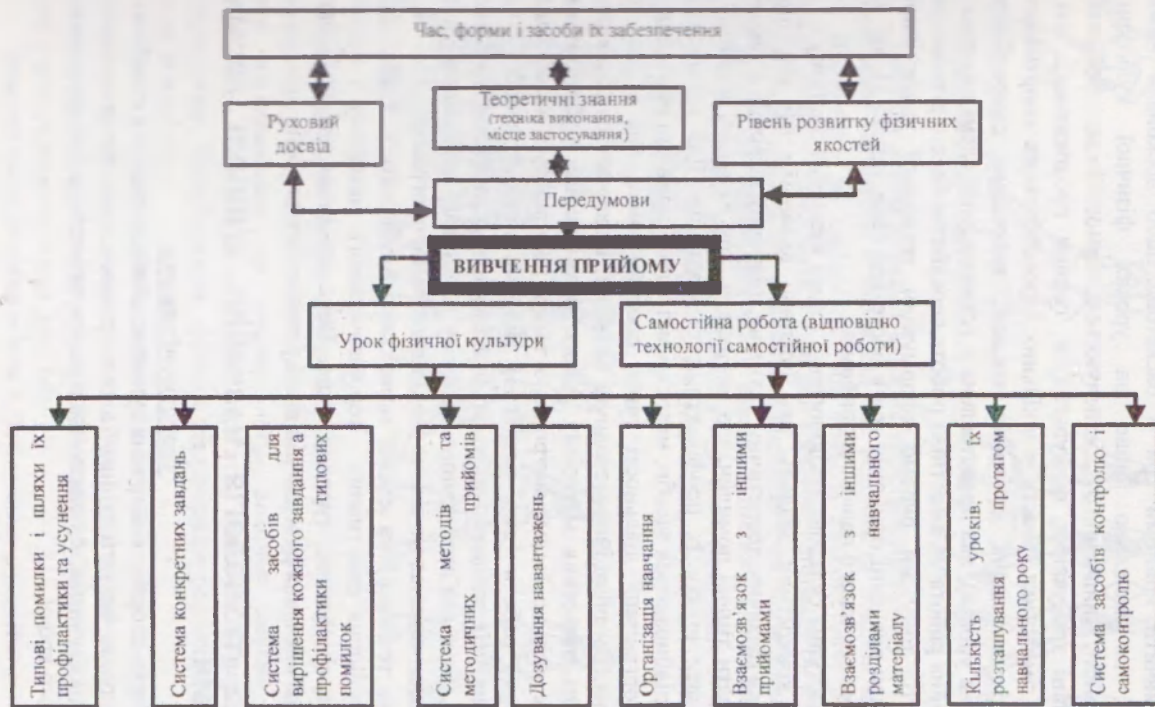 Час, форми і засоби їх забезпечення
Руховий
досвід
Теоретичні знання
(техніка виконання,
місце застосування)
Рівень розвитку фізичних
якостей
Передумови
ВИВЧЕННЯ ПРИЙОМУ
Урок фізичної культури
Самостійна робота (відповідно
технології самостійної роботи)
Типові помилки і шляхи їх
профілактики та усунення
Система конкретних завдань
Система засобів для
вирішення кожного завдання а
профілактики типових
помилок
Система методів та
методичних прийомів
Дозування навантажень
Організація навчання
Взаємозв'язок з іншими
прийомами
Взаємозв'язок з іншими
розділами навчального
матеріалу
Кількість уроків, їх
розташування протягом
навчального року
Система засобів контролю і
самоконтролю